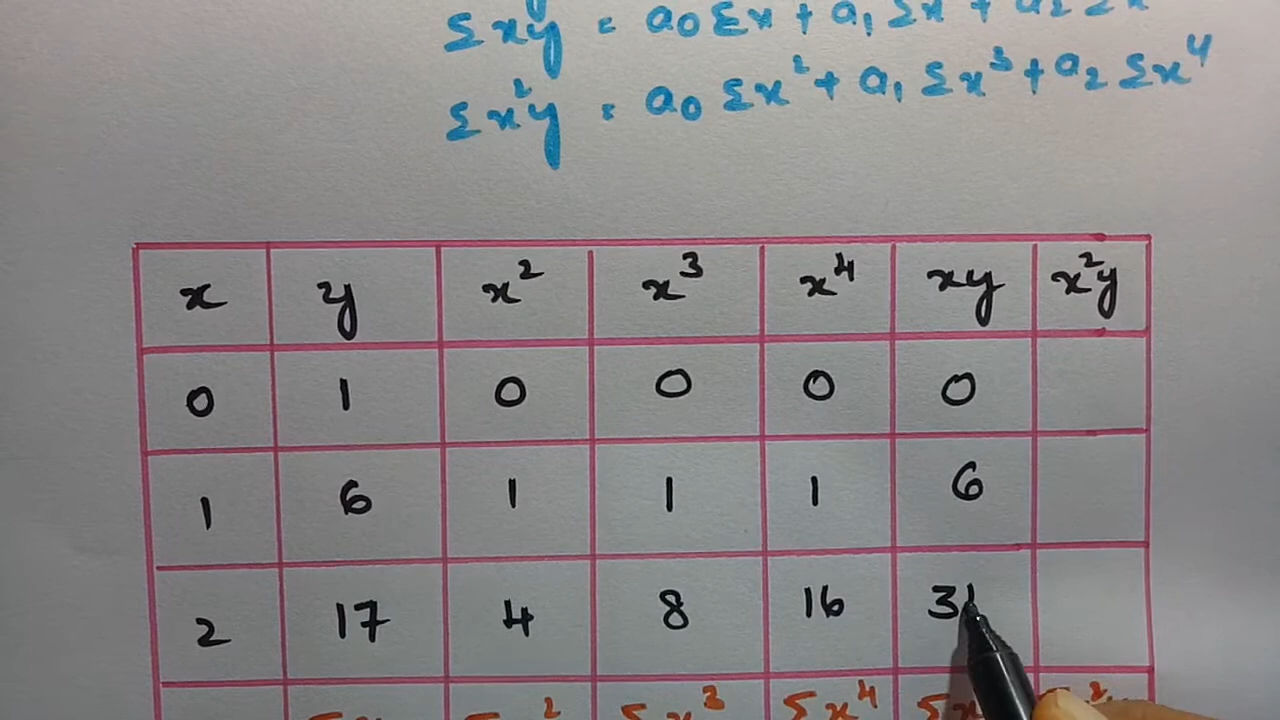 Σxy = a₀Σx + a₁Σx + a₂Σx
Σx²y = a₀Σx² + a₁Σx³ + a₂Σx⁴
x y x² x³ x⁴ xy x²y
0 1 0 0 0 0
1 6 1 1 1 6
2 17 4 8 16 3
Σx³ Σx⁴